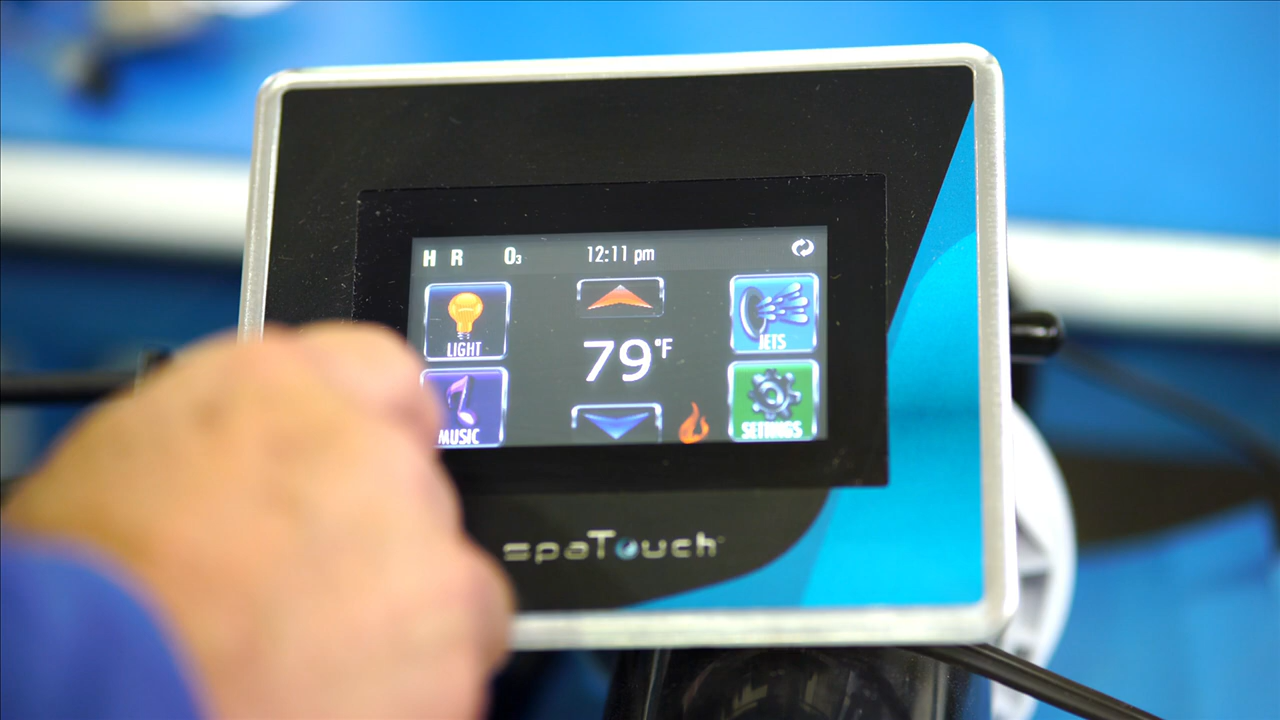 H R O₃ 12:11 pm
LIGHT
JETS
79°F
MUSIC
SETTINGS
spaTouch